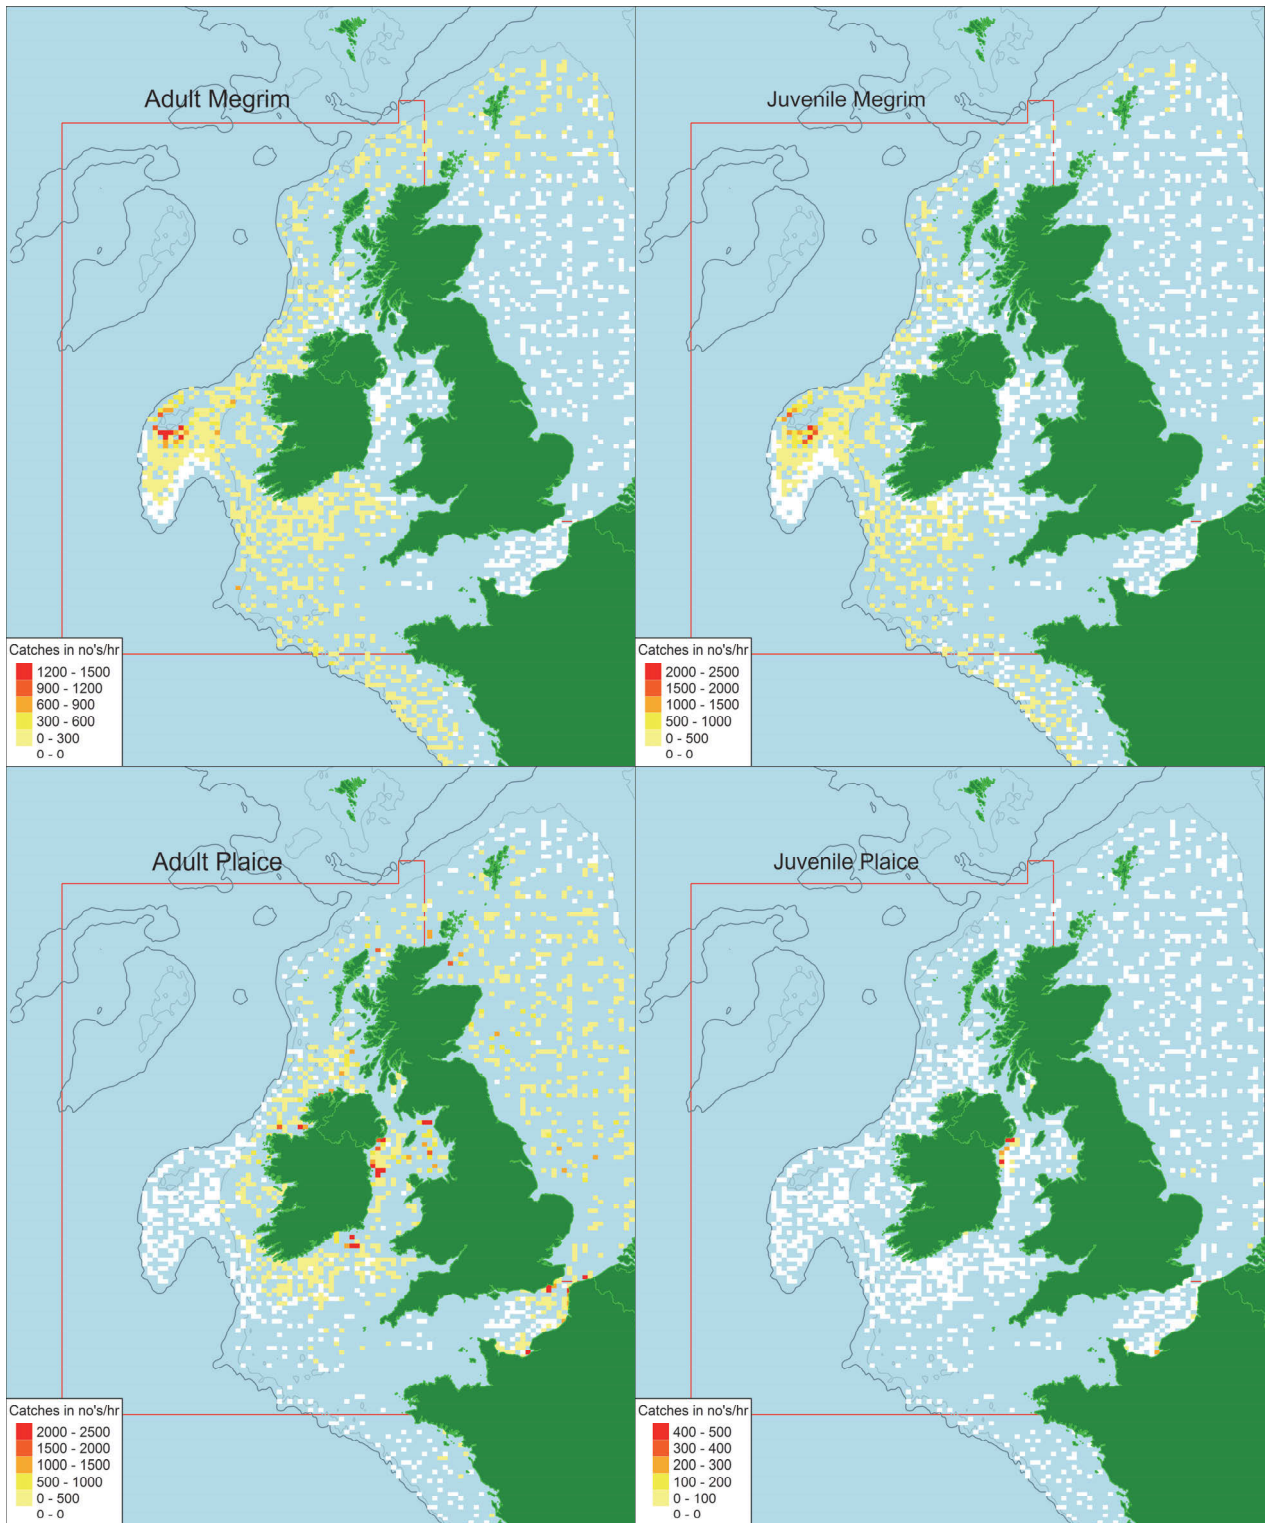 Adult Megrim
Catches in no's/hr
1200 - 1500
900 - 1200
600 - 900
300 - 600
0 - 300
0 - 0
Juvenile Megrim
Catches in no's/hr
2000 - 2500
1500 - 2000
1000 - 1500
500 - 1000
0 - 500
0 - 0
Adult Plaice
Catches in no's/hr
2000 - 2500
1500 - 2000
1000 - 1500
500 - 1000
0 - 500
0 - 0
Juvenile Plaice
Catches in no's/hr
400 - 500
300 - 400
200 - 300
100 - 200
0 - 100
0 - 0